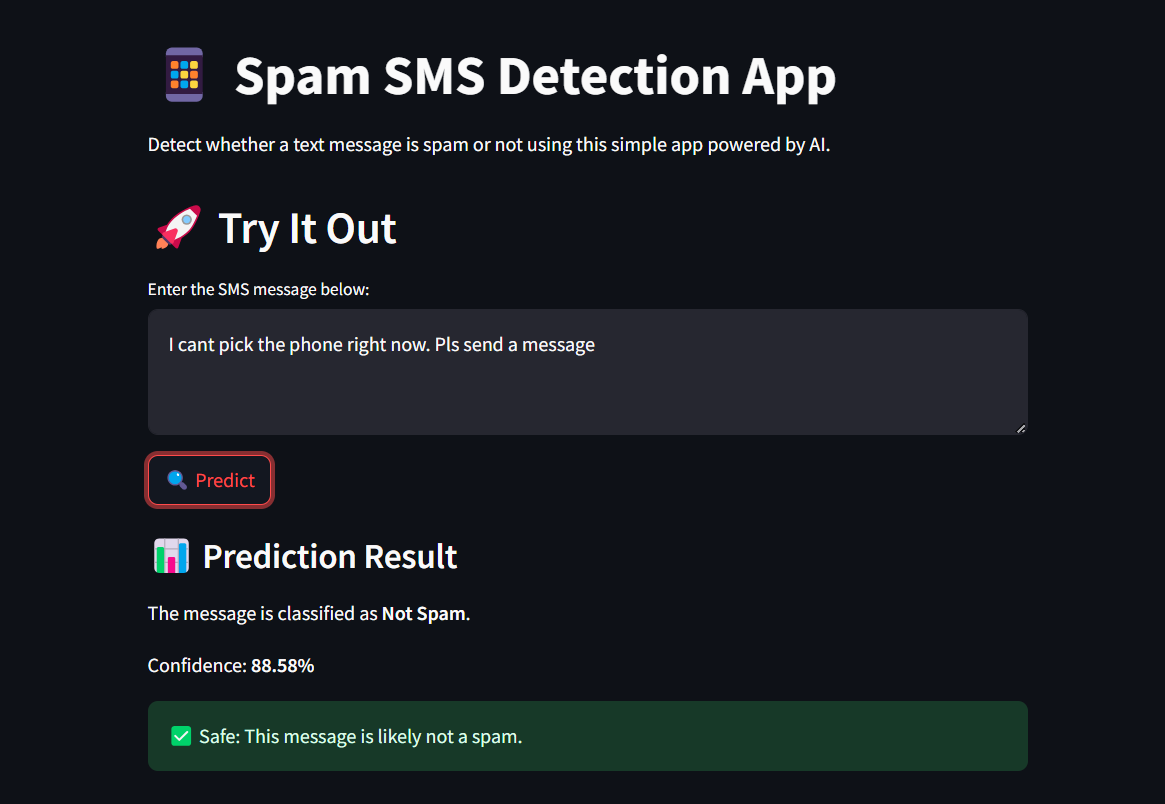 Spam SMS Detection App
Detect whether a text message is spam or not using this simple app powered by AI.
Try It Out
Enter the SMS message below:
I cant pick the phone right now. Pls send a message
Predict
Prediction Result
The message is classified as Not Spam.
Confidence: 88.58%
Safe: This message is likely not a spam.